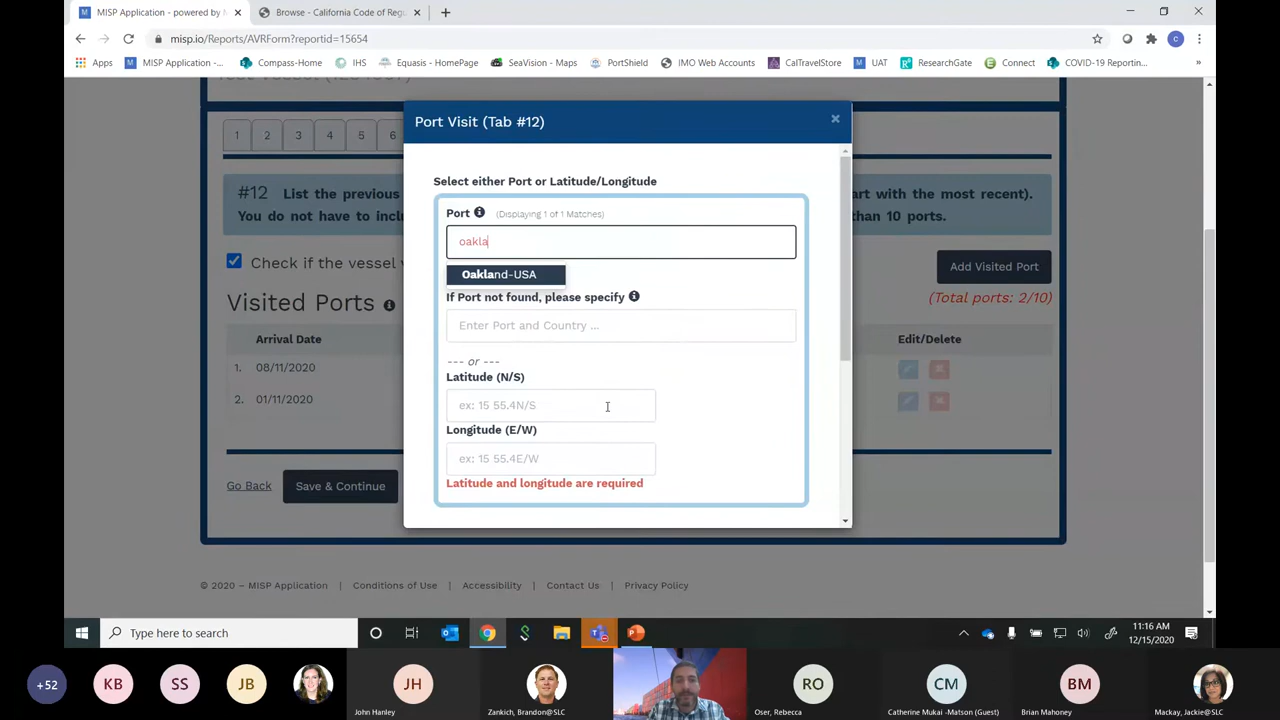 MISP Application - powered by M
Browse - California Code of Regu
misp.io/Reports/AVRForm?reportid=15654
Apps
MISP Application -...
Compass-Home
IHS
Equasis - HomePage
SeaVision - Maps
PortShield
IMO Web Accounts
CalTravelStore
UAT
ResearchGate
Connect
COVID-19 Reportin...
1
2
3
4
5
6
Port Visit (Tab #12)
#12 List the previous
art with the most recent).
You do not have to inclu
than 10 ports.
Check if the vessel
Add Visited Port
Visited Ports
(Total ports: 2/10)
Arrival Date
Edit/Delete
1. 08/11/2020
2. 01/11/2020
Go Back
Save & Continue
Select either Port or Latitude/Longitude
Port (Displaying 1 of 1 Matches)
oakla
Oakland-USA
If Port not found, please specify
Enter Port and Country ...
--- or ---
Latitude (N/S)
ex: 15 55.4N/S
Longitude (E/W)
ex: 15 55.4E/W
Latitude and longitude are required
© 2020 – MISP Application | Conditions of Use | Accessibility | Contact Us | Privacy Policy
Type here to search
11:16 AM
12/15/2020
+52
KB
SS
JB
JH
John Hanley
Zankich, Brandon@SLC
RO
Oser, Rebecca
CM
Catherine Mukai -Matson (Guest)
BM
Brian Mahoney
Mackay, Jackie@SLC